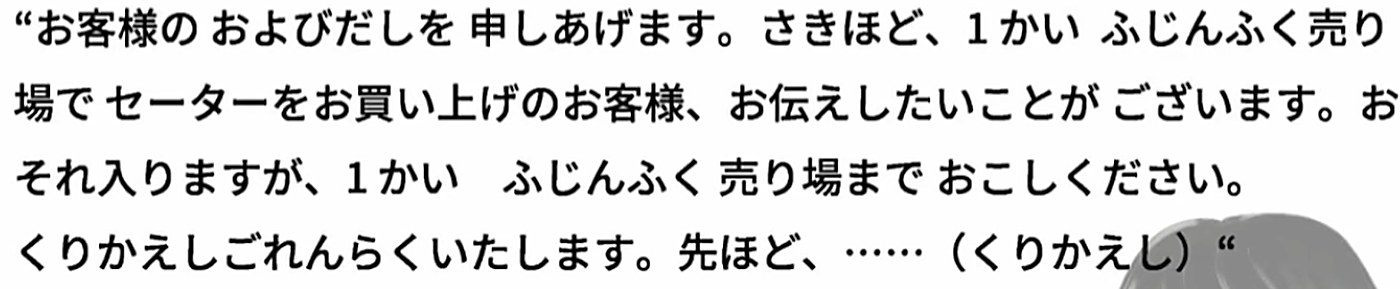 “お客様の およびだしを 申しあげます。さきほど、1 かい ふじんふく売り
場で セーターをお買い上げのお客様、お伝えしたいことが ございます。お
それ入りますが、1 かい　ふじんふく 売り場まで おこしください。
くりかえしごれんらくいたします。先ほど、……（くりかえし）“